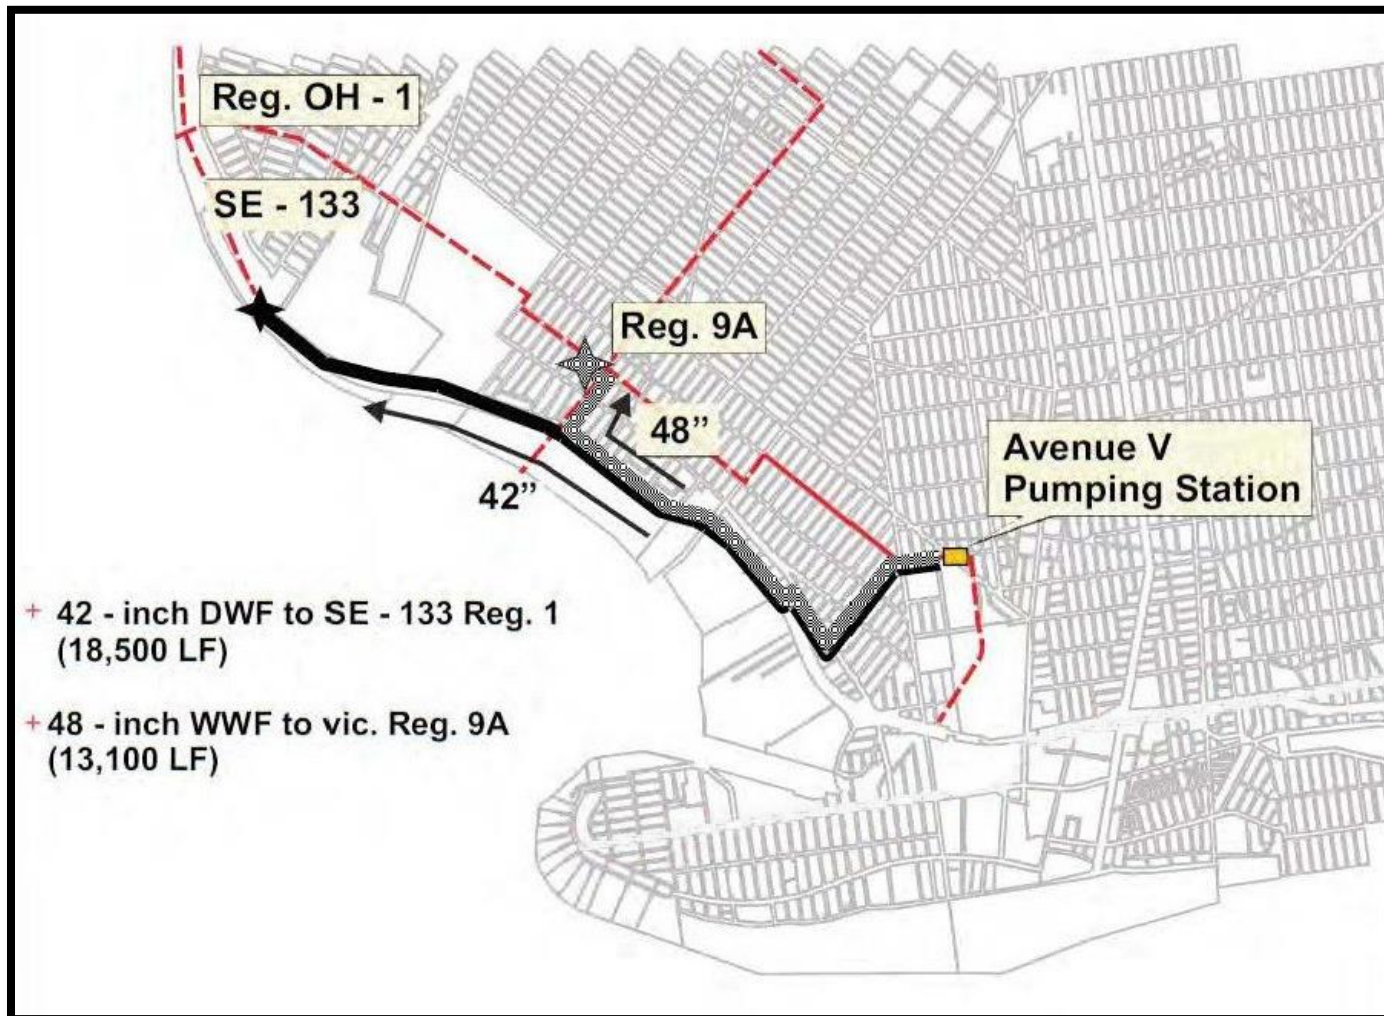 Reg. OH - 1
SE - 133
Reg. 9A
48”
42”
Avenue V
Pumping Station
+ 42 - inch DWF to SE - 133 Reg. 1
(18,500 LF)
+ 48 - inch WWF to vic. Reg. 9A
(13,100 LF)